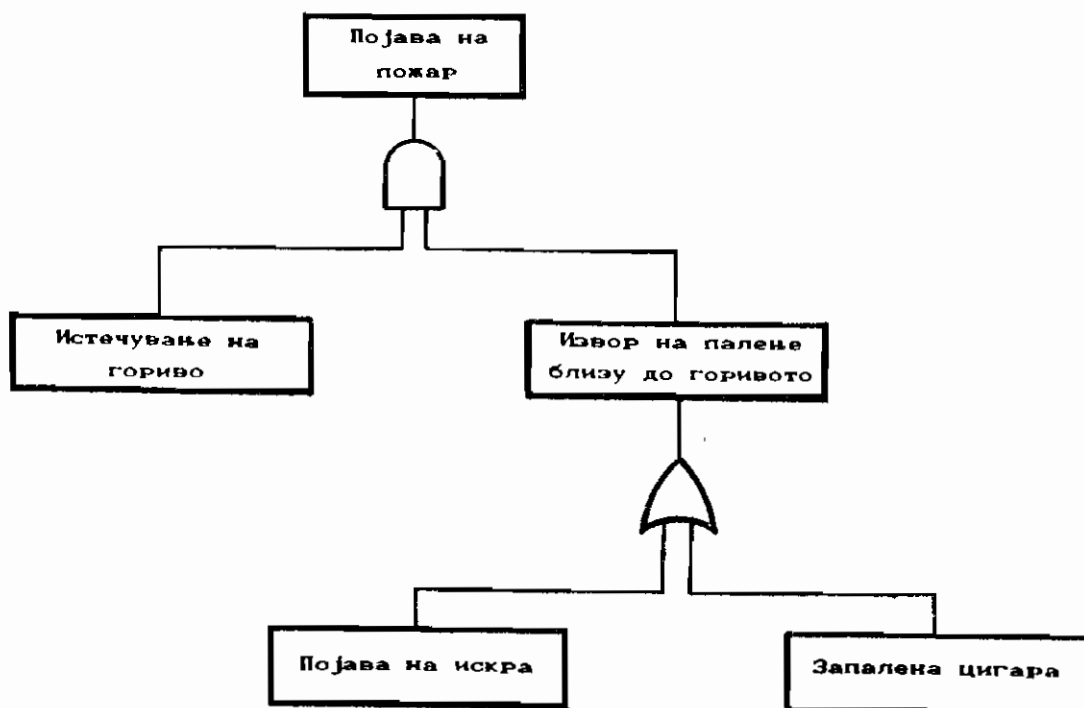 Појава на
пожар
Истечување на
гориво
Извор на палење
близу до горивото
Појава на искра
Запалена цигара